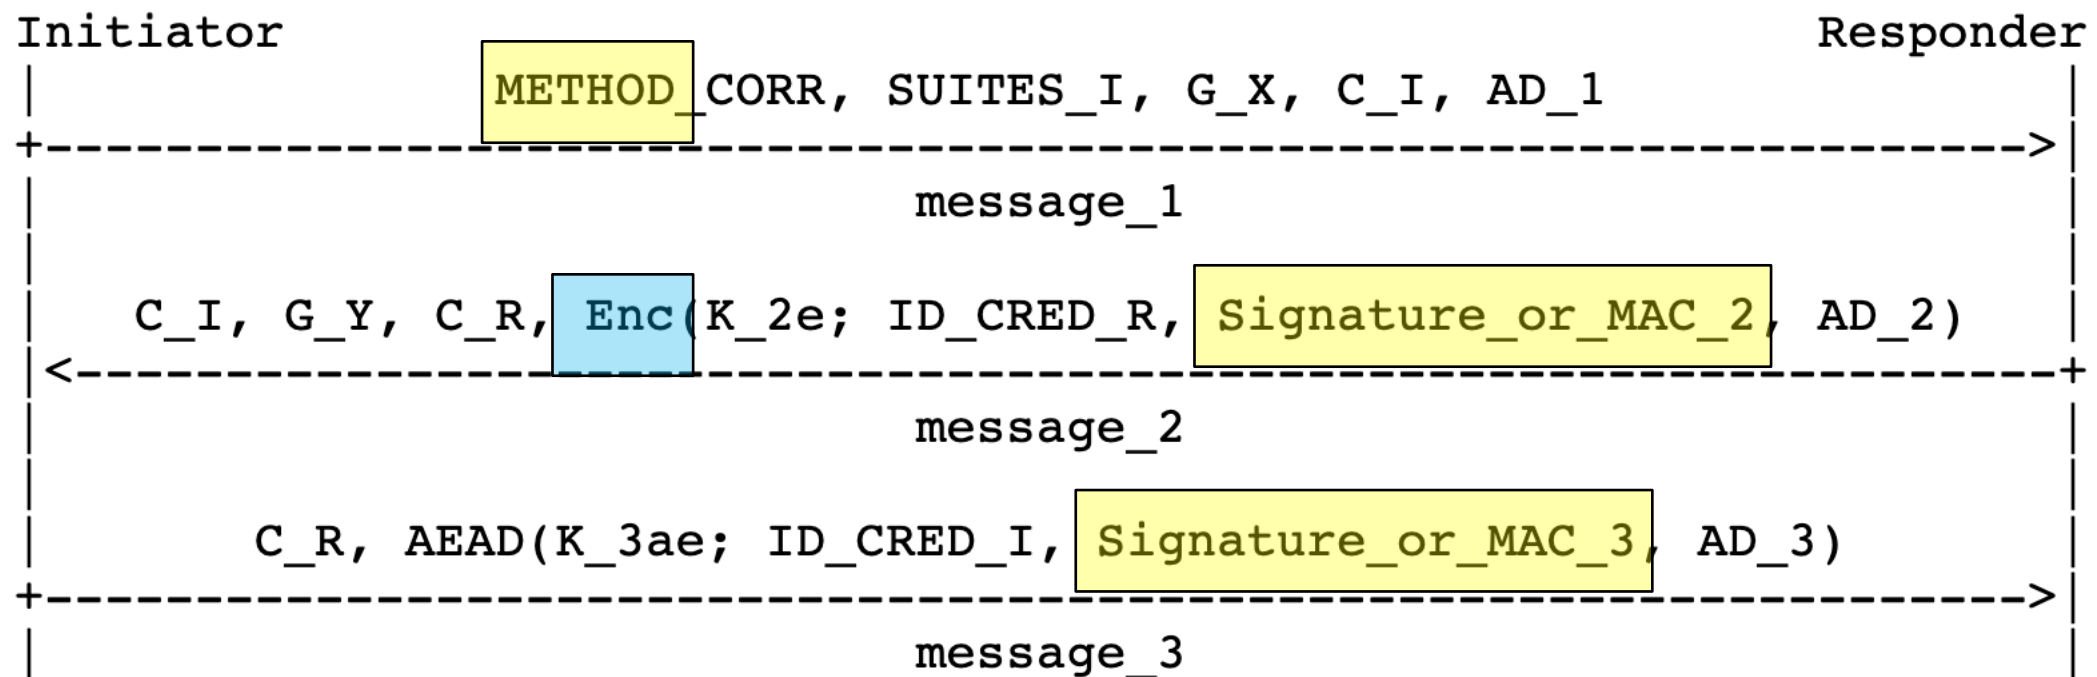 Initiator Responder
METHOD_CORR, SUITES_I, G_X, C_I, AD_1
+------------------------------------------------------------------>
message_1
C_I, G_Y, C_R, Enc(K_2e; ID_CRED_R, Signature_or_MAC_2, AD_2)
<------------------------------------------------------------------+
message_2
C_R, AEAD(K_3ae; ID_CRED_I, Signature_or_MAC_3, AD_3)
+------------------------------------------------------------------>
message_3